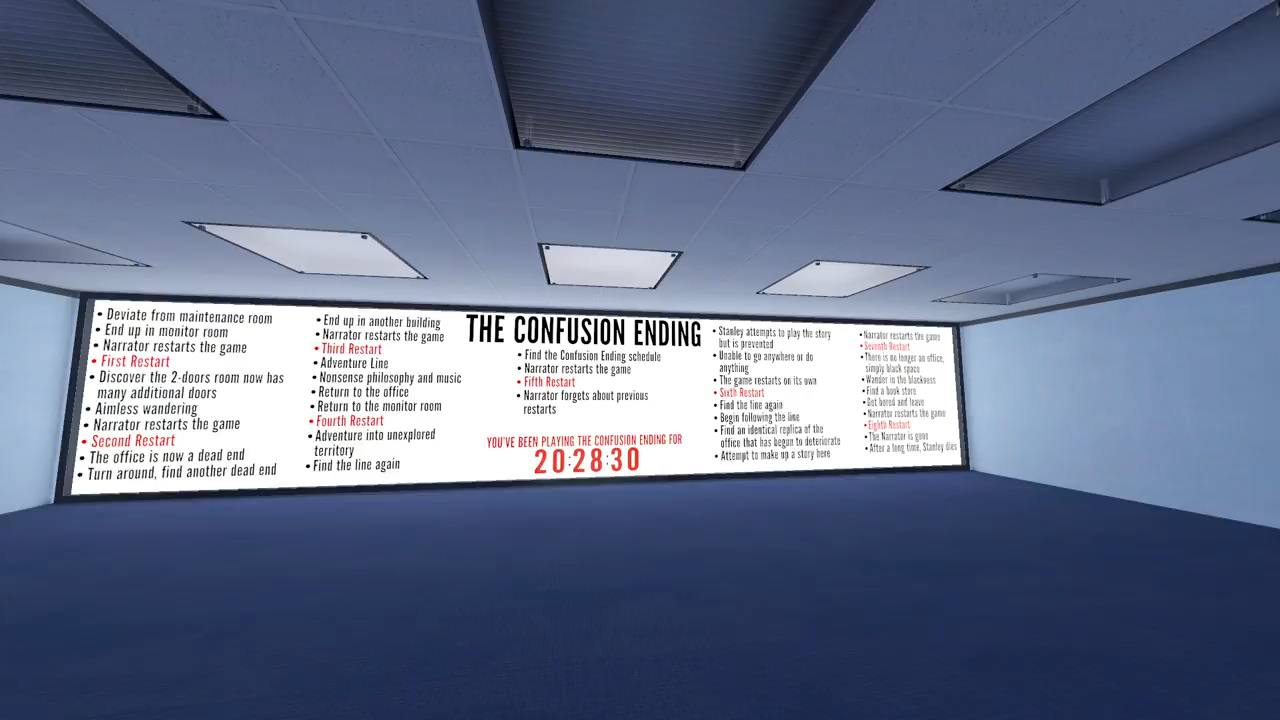 • Deviate from maintenance room
• End up in monitor room
• Narrator restarts the game
• First Restart
• Discover the 2-doors room now has
many additional doors
• Aimless wandering
• Narrator restarts the game
• Second Restart
• The office is now a dead end
• Turn around, find another dead end
• End up in another building
• Narrator restarts the game
• Third Restart
• Adventure Line
• Nonsense philosophy and music
• Return to the office
• Return to the monitor room
• Fourth Restart
• Adventure into unexplored
territory
• Find the line again
THE CONFUSION ENDING
• Find the Confusion Ending schedule
• Narrator restarts the game
• Fifth Restart
• Narrator forgets about previous
restarts
YOU'VE BEEN PLAYING THE CONFUSION ENDING FOR
20:28:30
• Stanley attempts to play the story
but is prevented
• Unable to go anywhere or do
anything
• The game restarts on its own
• Sixth Restart
• Find the line again
• Begin following the line
• Find an identical replica of the
office that has begun to deteriorate
• Attempt to make up a story here
• Narrator restarts the game
• Seventh Restart
• There is no longer an office,
simply black space
• Wander in the blackness
• Find a book store
• Get bored and leave
• Narrator restarts the game
• Eighth Restart
• The Narrator is gone
• After a long time, Stanley dies